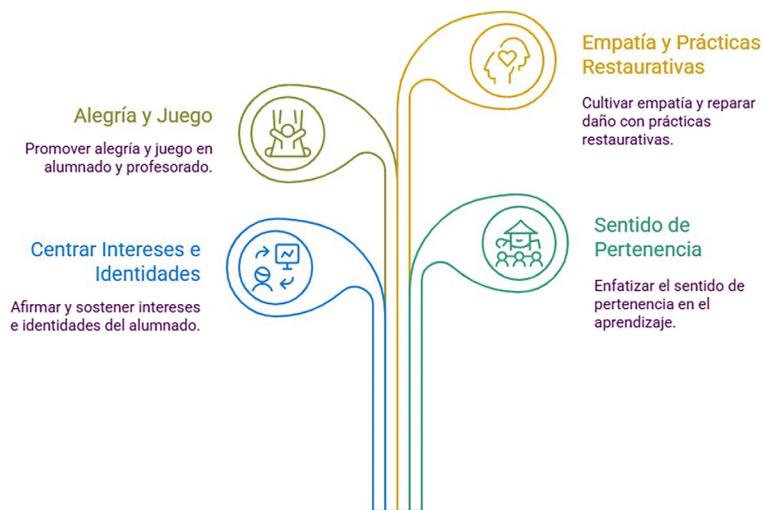 Empatía y Prácticas
Restaurativas
Cultivar empatía y reparar
daño con prácticas
restaurativas.
Alegría y Juego
Promover alegría y juego en
alumnado y profesorado.
Sentido de
Pertenencia
Enfatizar el sentido de
pertenencia en el
aprendizaje.
Centrar Intereses e
Identidades
Afirmar y sostener intereses
e identidades del alumnado.